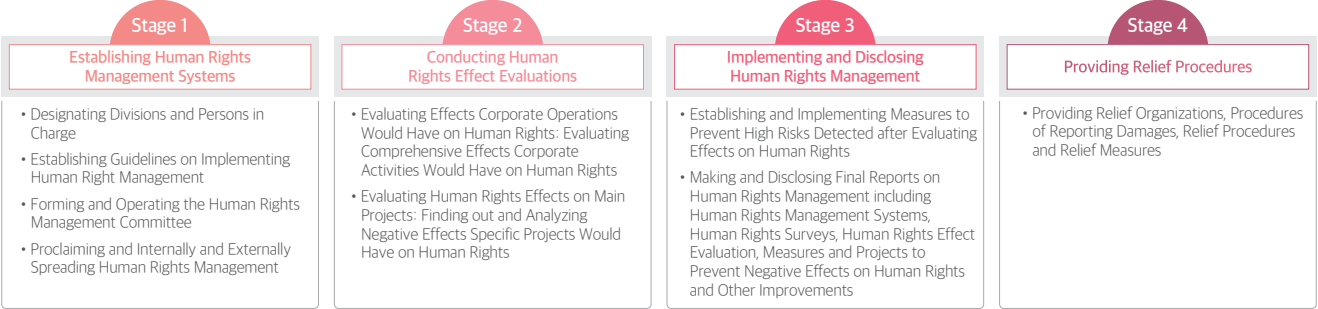 Stage 1
Establishing Human Rights
Management Systems
• Designating Divisions and Persons in
Charge
• Establishing Guidelines on Implementing
Human Right Management
• Forming and Operating the Human Rights
Management Committee
• Proclaiming and Internally and Externally
Spreading Human Rights Management
Stage 2
Conducting Human
Rights Effect Evaluations
• Evaluating Effects Corporate Operations
Would Have on Human Rights: Evaluating
Comprehensive Effects Corporate
Activities Would Have on Human Rights
• Evaluating Human Rights Effects on Main
Projects: Finding out and Analyzing
Negative Effects Specific Projects Would
Have on Human Rights
Stage 3
Implementing and Disclosing
Human Rights Management
• Establishing and Implementing Measures to
Prevent High Risks Detected after Evaluating
Effects on Human Rights
• Making and Disclosing Final Reports on
Human Rights Management including
Human Rights Management Systems,
Human Rights Surveys, Human Rights Effect
Evaluation, Measures and Projects to
Prevent Negative Effects on Human Rights
and Other Improvements
Stage 4
Providing Relief Procedures
• Providing Relief Organizations, Procedures
of Reporting Damages, Relief Procedures
and Relief Measures